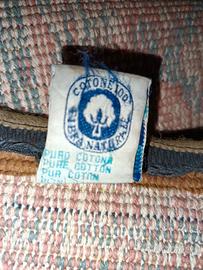 COTONE 100%
FIBRA NATURALE
PURO COTONE
PURE COTTON
PUR COTON